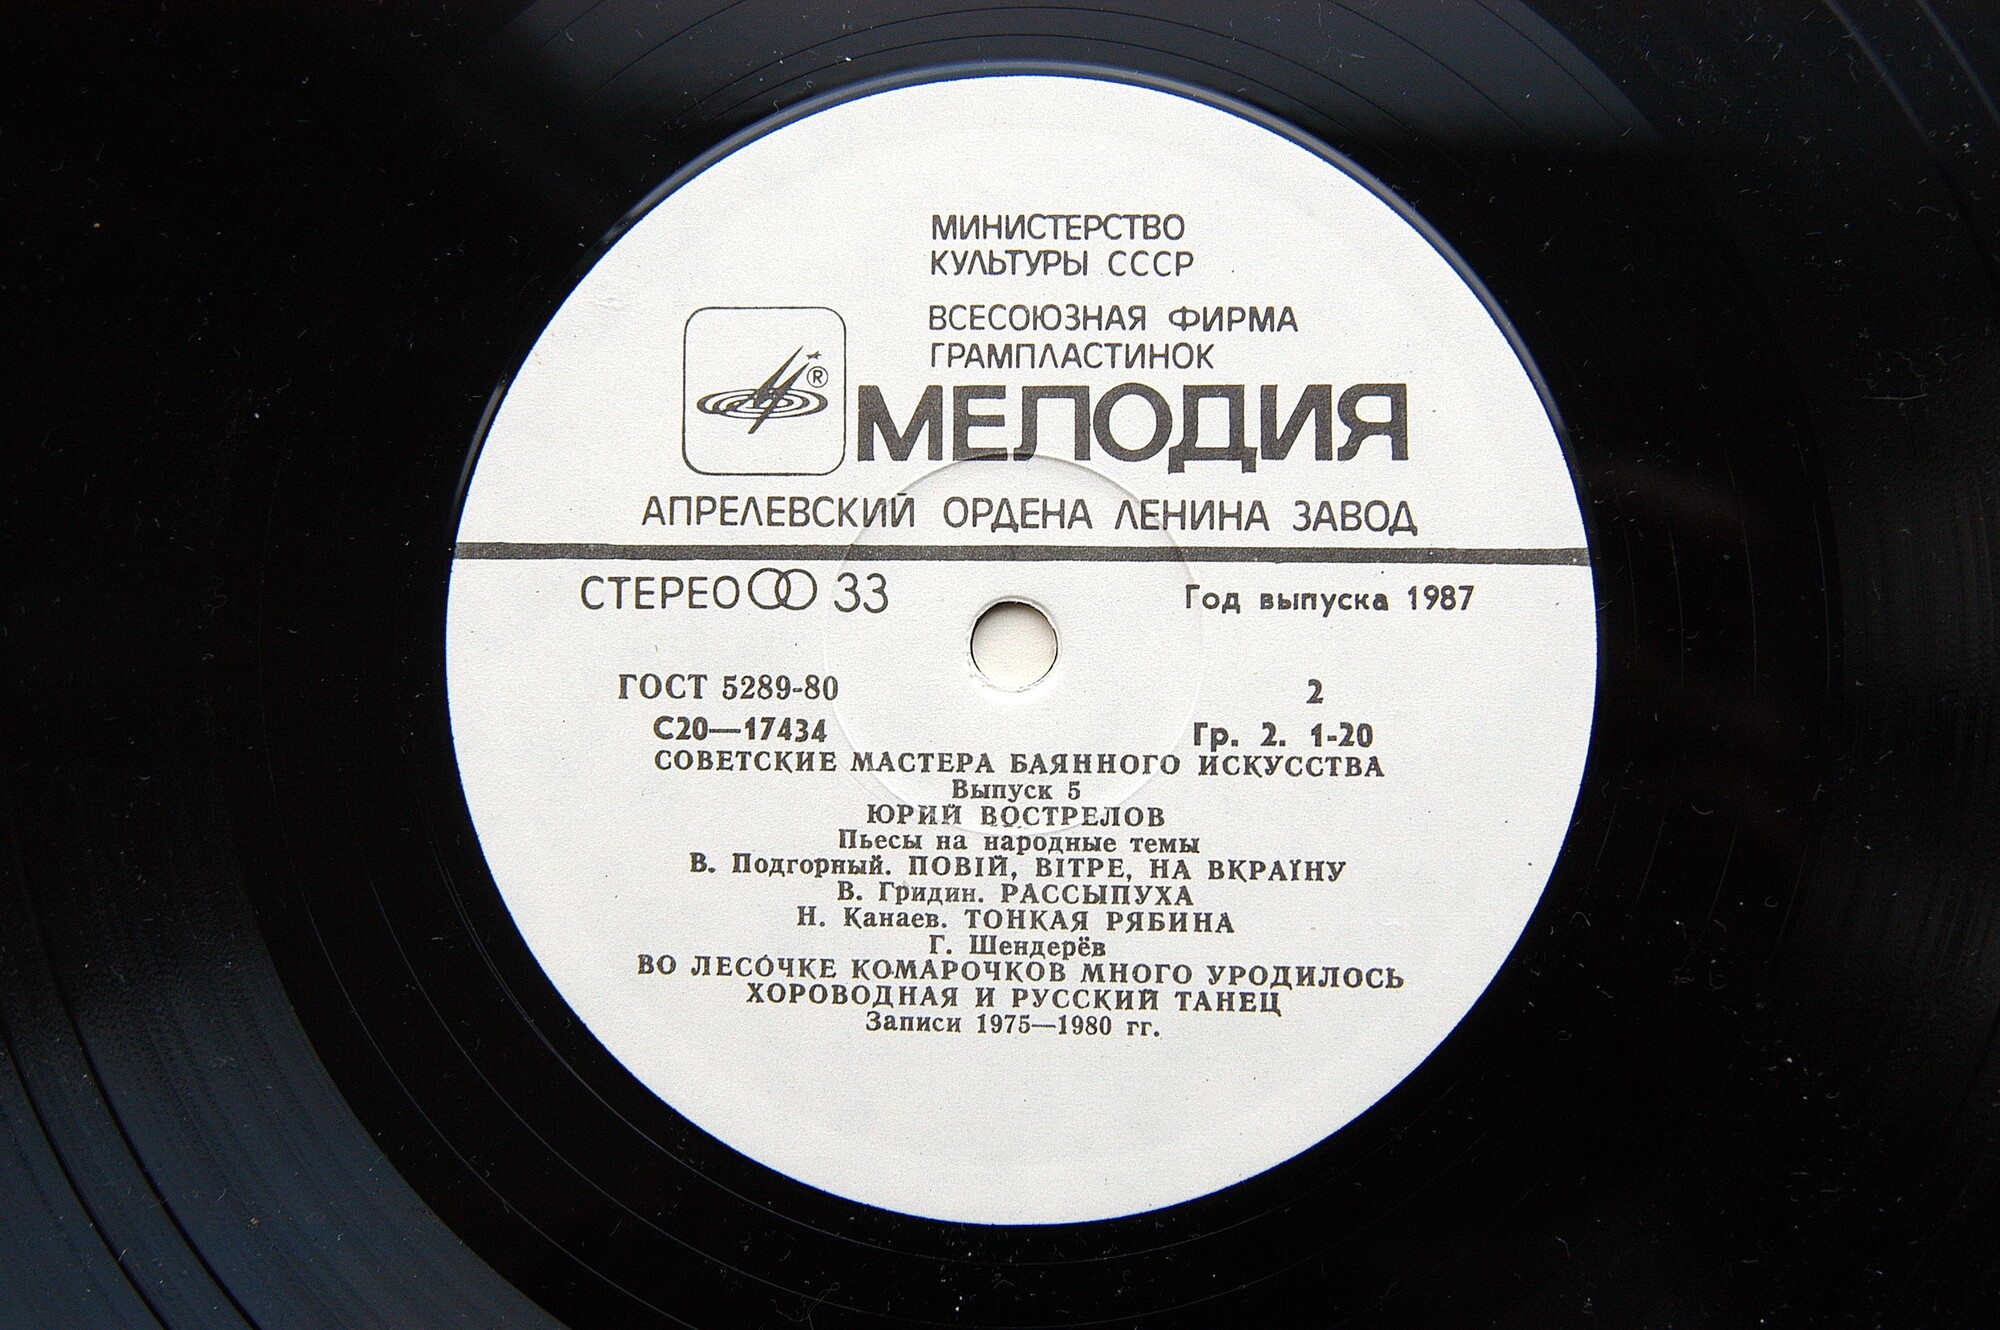 МИНИСТЕРСТВО
КУЛЬТУРЫ СССР
ВСЕСОЮЗНАЯ ФИРМА
ГРАМПЛАСТИНОК
®
МЕЛОДИЯ
АПРЕЛЕВСКИЙ ОРДЕНА ЛЕНИНА ЗАВОД
СТЕРЕО 33 Год выпуска 1987
ГОСТ 5289-80 2
С20—17434 Гр. 2. 1-20
СОВЕТСКИЕ МАСТЕРА БАЯННОГО ИСКУССТВА
Выпуск 5
ЮРИЙ ВОСТРЕЛОВ
Пьесы на народные темы
В. Подгорный. ПОВІЙ, ВІТРЕ, НА ВКРАЇНУ
В. Гридин. РАССЫПУХА
Н. Канаев. ТОНКАЯ РЯБИНА
Г. Шендерёв
ВО ЛЕСОЧКЕ КОМАРОЧКОВ МНОГО УРОДИЛОСЬ
ХОРОВОДНАЯ И РУССКИЙ ТАНЕЦ
Записи 1975—1980 гг.